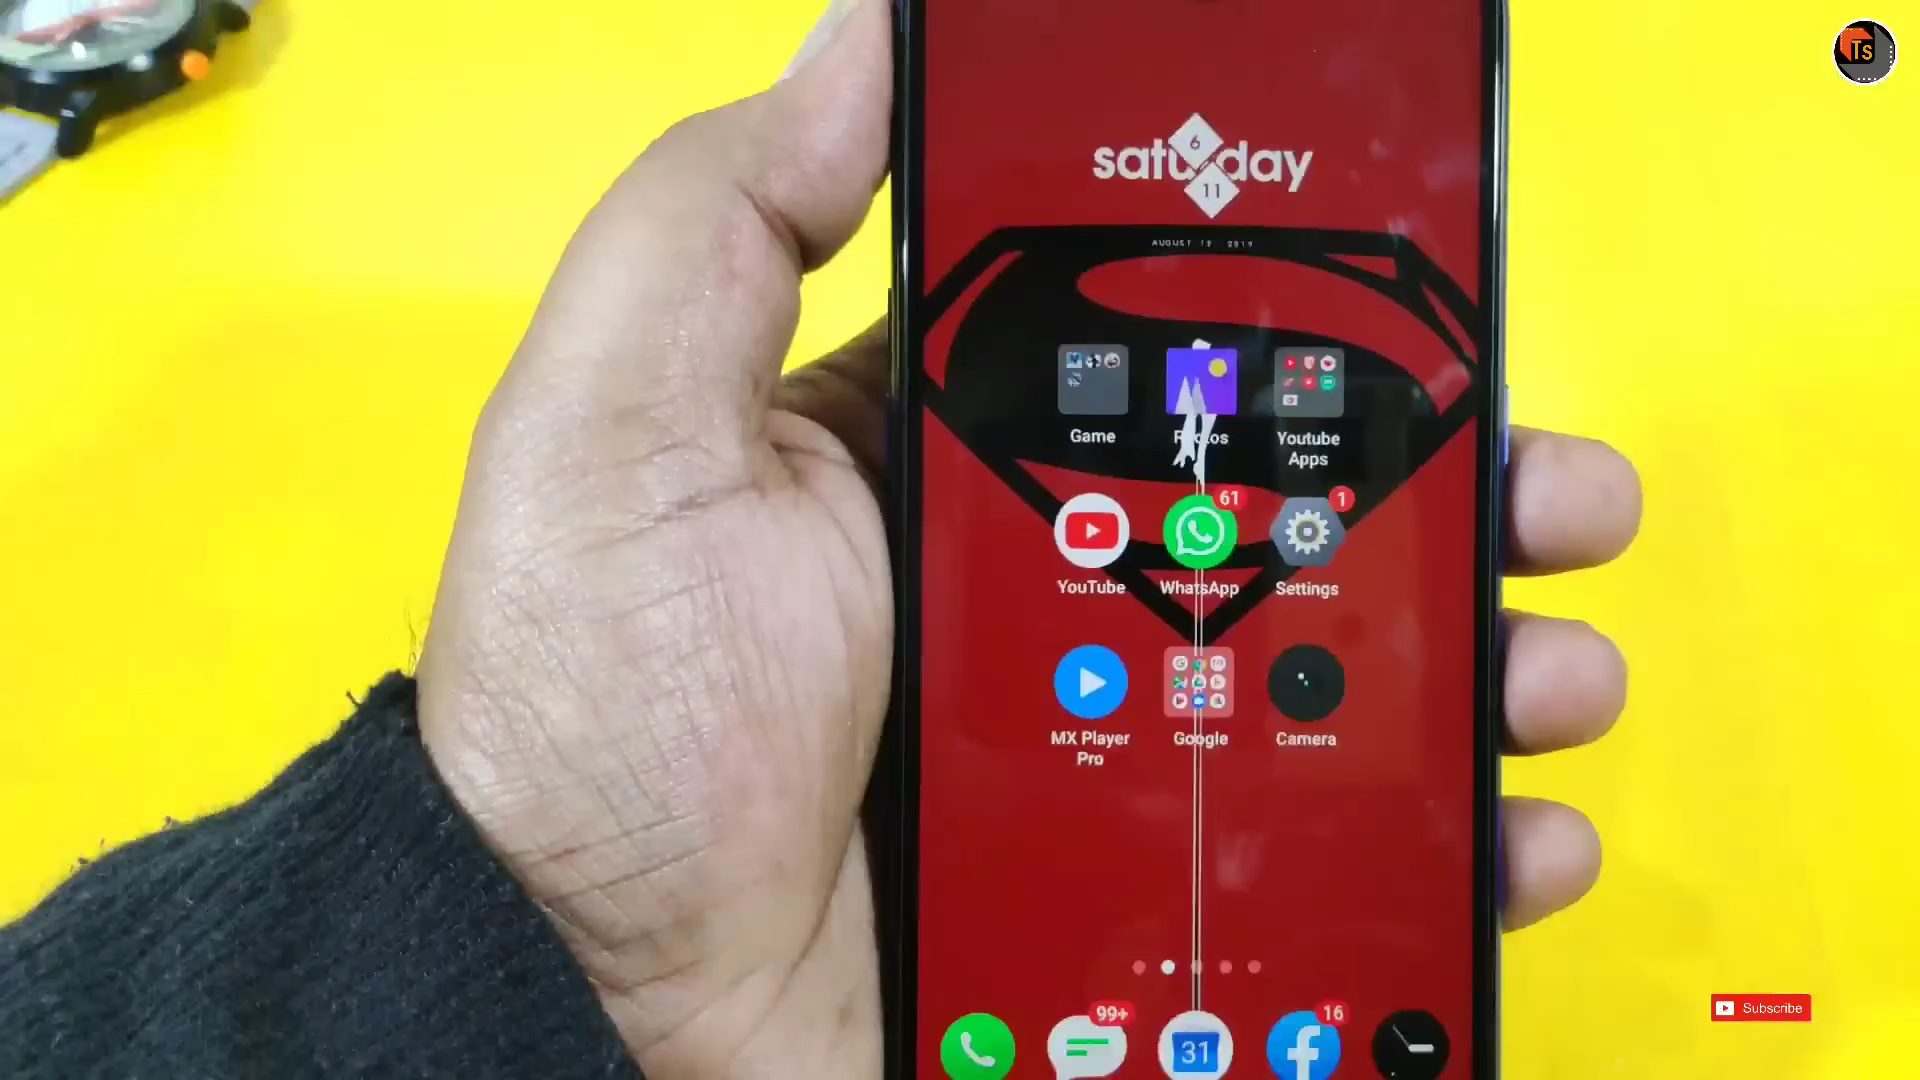 Ts
saturday
6
11
AUGUST 12 2019
Game
Photos
Youtube
Apps
61
1
YouTube
WhatsApp
Settings
MX Player
Pro
Google
Camera
99+
16
31
Subscribe